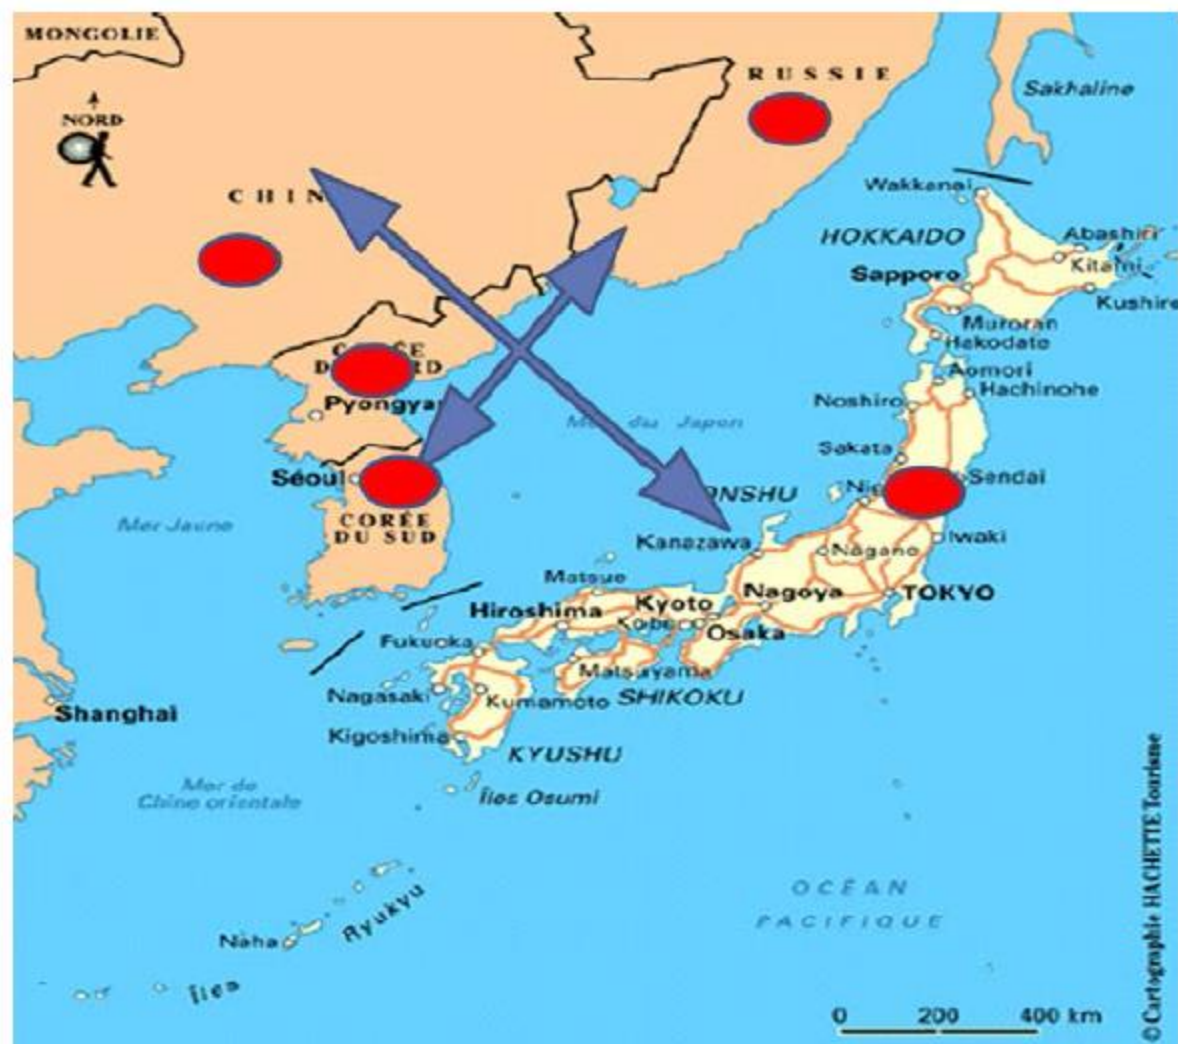 MONGOLIE
RUSSIE
Sakhaline
NORD
Wakkanai
CHIN
HOKKAIDO
Abashiri
Kitami
Sapporo
Kushire
Muroran
Hakodate
Aomori
Hachinohe
Noshiro
Pyongya
Mer du Japon
Sakata
Séoul
Sendai
ONSHU
Mer Jaune
CORÉE
DU SUD
Kanazawa
Nagano
Iwaki
Matsue
Hiroshima
Kyoto
Nagoya
TOKYO
Kobe
Osaka
Fukuoka
Matsuyama
Nagasaki
Kumamoto
SHIKOKU
Shanghai
Kigoshima
KYUSHU
Mer de
Chine orientale
Îles Osumi
OCÉAN
PACIFIQUE
Ryukyu
Naha
Îles
0 200 400 km
© Cartographie HACHETTE Tourisme